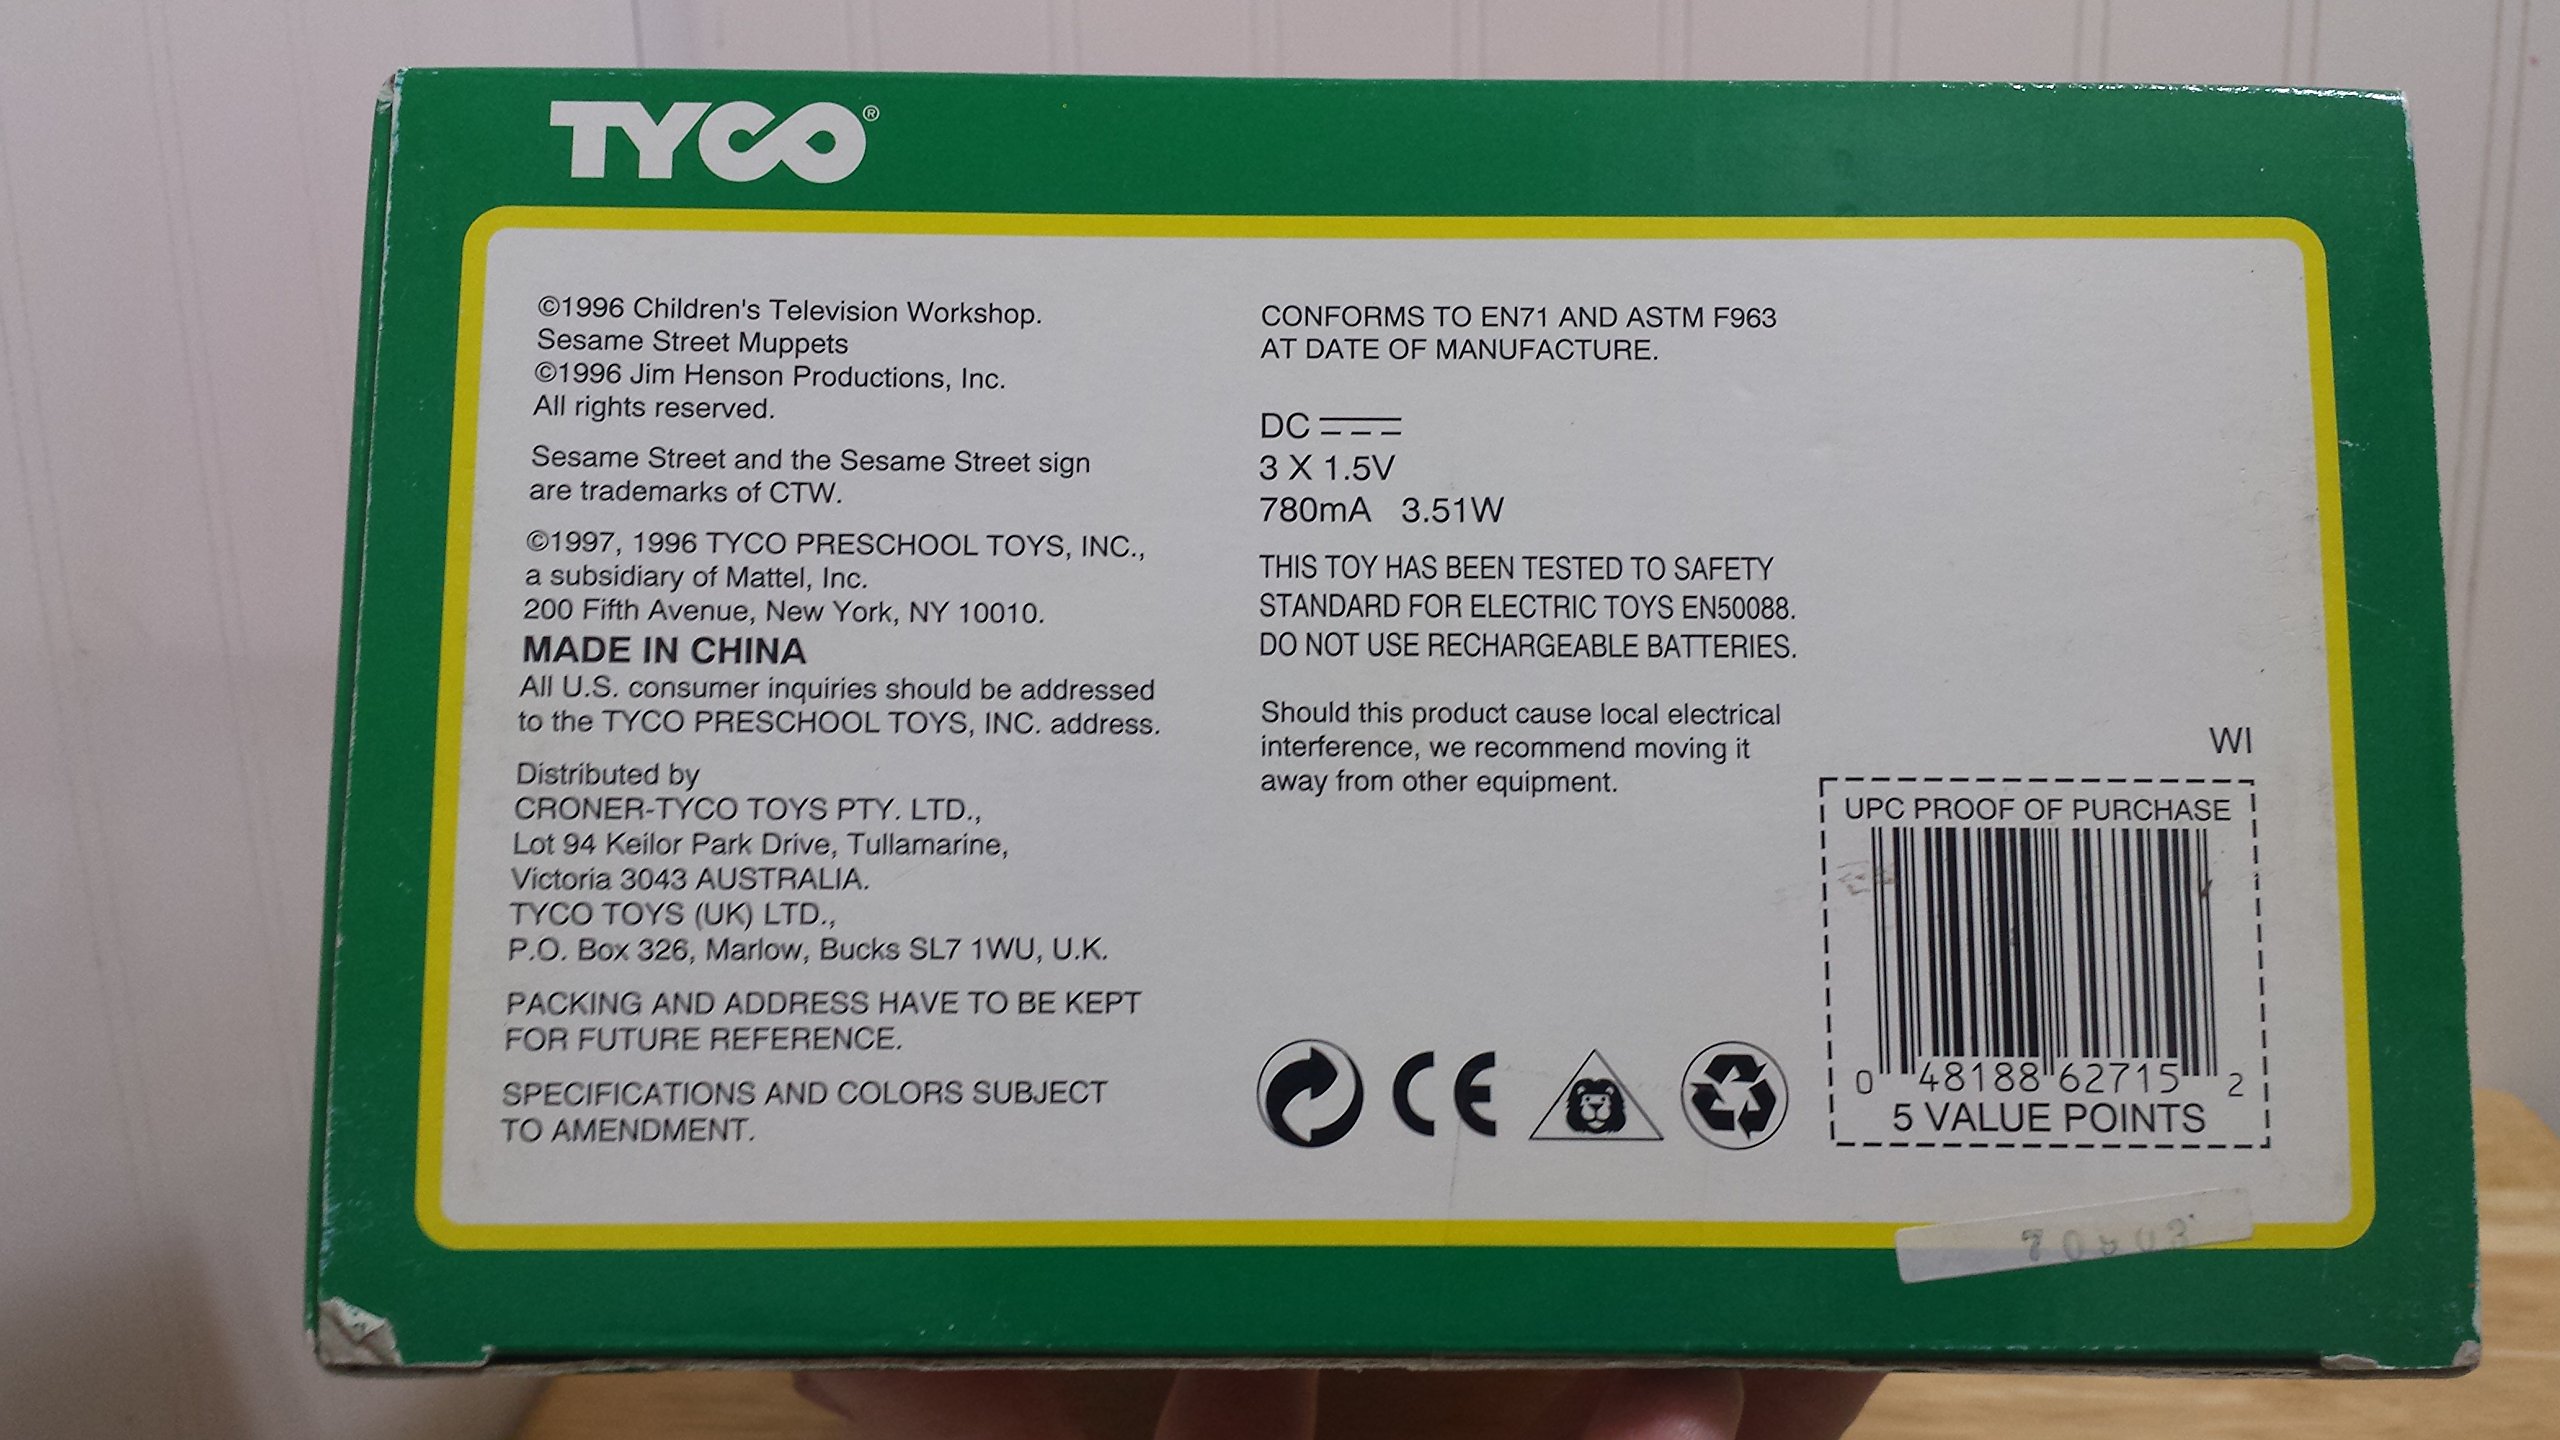 TYCO®
©1996 Children's Television Workshop.
Sesame Street Muppets
©1996 Jim Henson Productions, Inc.
All rights reserved.
Sesame Street and the Sesame Street sign
are trademarks of CTW.
©1997, 1996 TYCO PRESCHOOL TOYS, INC.,
a subsidiary of Mattel, Inc.
200 Fifth Avenue, New York, NY 10010.
MADE IN CHINA
All U.S. consumer inquiries should be addressed
to the TYCO PRESCHOOL TOYS, INC. address.
Distributed by
CRONER-TYCO TOYS PTY. LTD.,
Lot 94 Keilor Park Drive, Tullamarine,
Victoria 3043 AUSTRALIA.
TYCO TOYS (UK) LTD.,
P.O. Box 326, Marlow, Bucks SL7 1WU, U.K.
PACKING AND ADDRESS HAVE TO BE KEPT
FOR FUTURE REFERENCE.
SPECIFICATIONS AND COLORS SUBJECT
TO AMENDMENT.
CONFORMS TO EN71 AND ASTM F963
AT DATE OF MANUFACTURE.
DC
3 X 1.5V
780mA 3.51W
THIS TOY HAS BEEN TESTED TO SAFETY
STANDARD FOR ELECTRIC TOYS EN50088.
DO NOT USE RECHARGEABLE BATTERIES.
Should this product cause local electrical
interference, we recommend moving it
away from other equipment.
CE
WI
UPC PROOF OF PURCHASE
0 48188 62715 2
5 VALUE POINTS